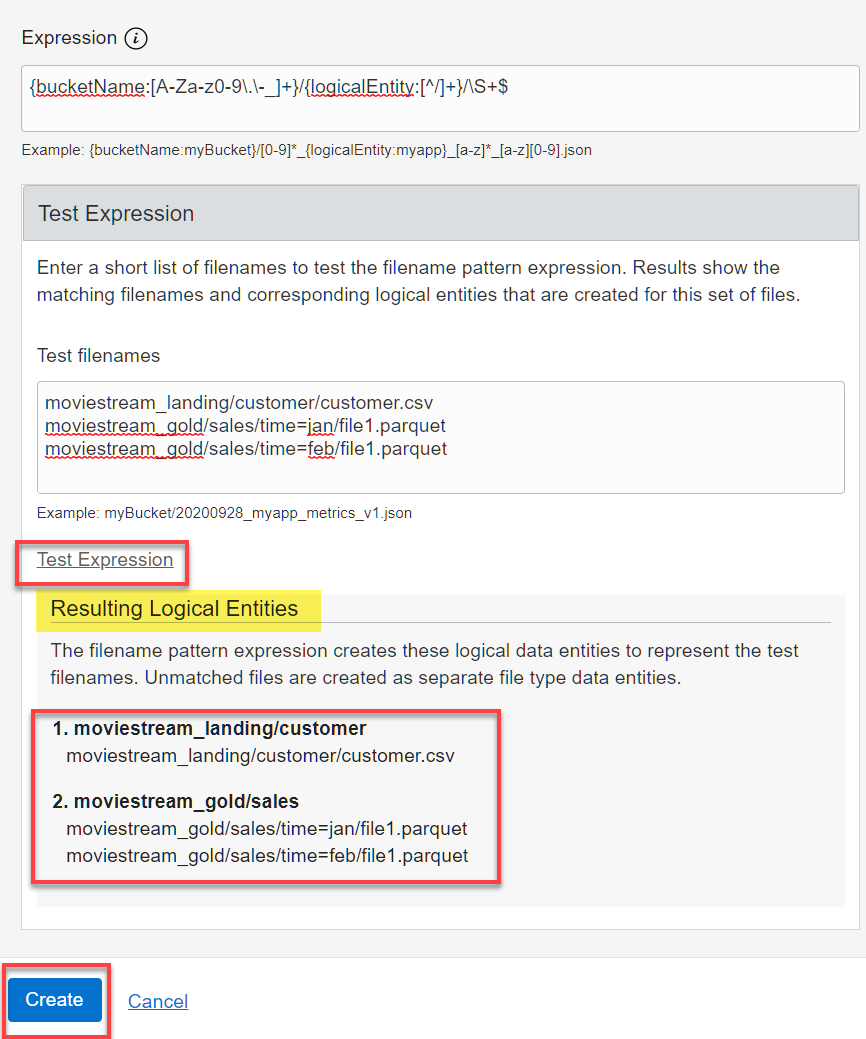 Expression i
{bucketName:[A-Za-z0-9\.\-_]+}/{logicalEntity:[^/]+}/\S+$
Example: {bucketName:myBucket}/[0-9]*_{logicalEntity:myapp}_[a-z]*_[a-z][0-9].json
Test Expression
Enter a short list of filenames to test the filename pattern expression. Results show the
matching filenames and corresponding logical entities that are created for this set of files.
Test filenames
moviestream_landing/customer/customer.csv
moviestream_gold/sales/time=jan/file1.parquet
moviestream_gold/sales/time=feb/file1.parquet
Example: myBucket/20200928_myapp_metrics_v1.json
Test Expression
Resulting Logical Entities
The filename pattern expression creates these logical data entities to represent the test
filenames. Unmatched files are created as separate file type data entities.
1. moviestream_landing/customer
moviestream_landing/customer/customer.csv
2. moviestream_gold/sales
moviestream_gold/sales/time=jan/file1.parquet
moviestream_gold/sales/time=feb/file1.parquet
Create Cancel